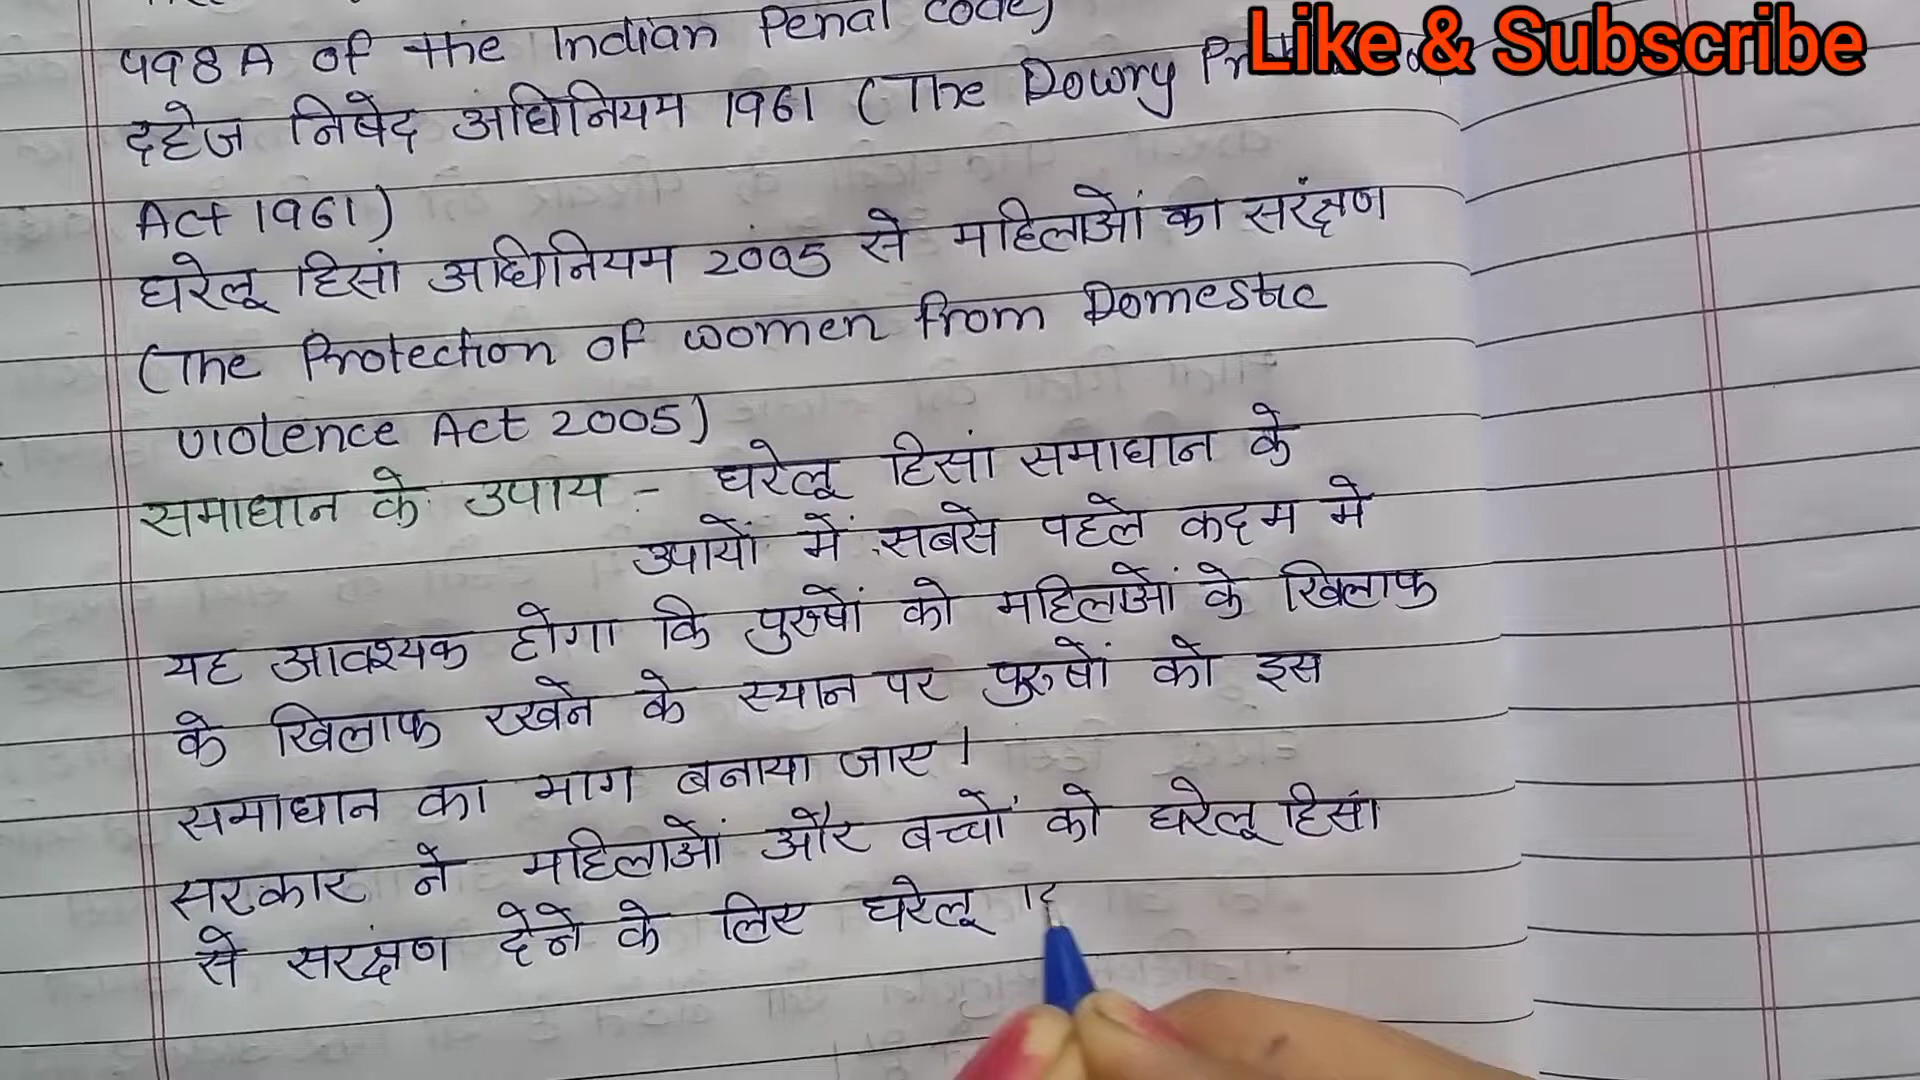 Like & Subscribe
498A of the Indian Penal Code)
दहेज निषेद अधिनियम 1961 (The Dowry
Act 1961)
घरेलू हिसां अधिनियम 2005 से महिलाओं का सरंक्षण
(The Protection of women from Domestic
violence Act 2005)
समाधान के उपाय - घरेलू हिसां समाधान के
उपायों में सबसे पहले कदम मे
यह आवश्यक होगा कि पुरुषों को महिलाओं के खिलाफ
के खिलाफ रखने के स्थान पर पुरुषों को इस
समाधान का भाग बनाया जाए।
सरकार ने महिलाओं और बच्चों को घरेलू हिसां
से सरंक्षण देने के लिए घरेलू